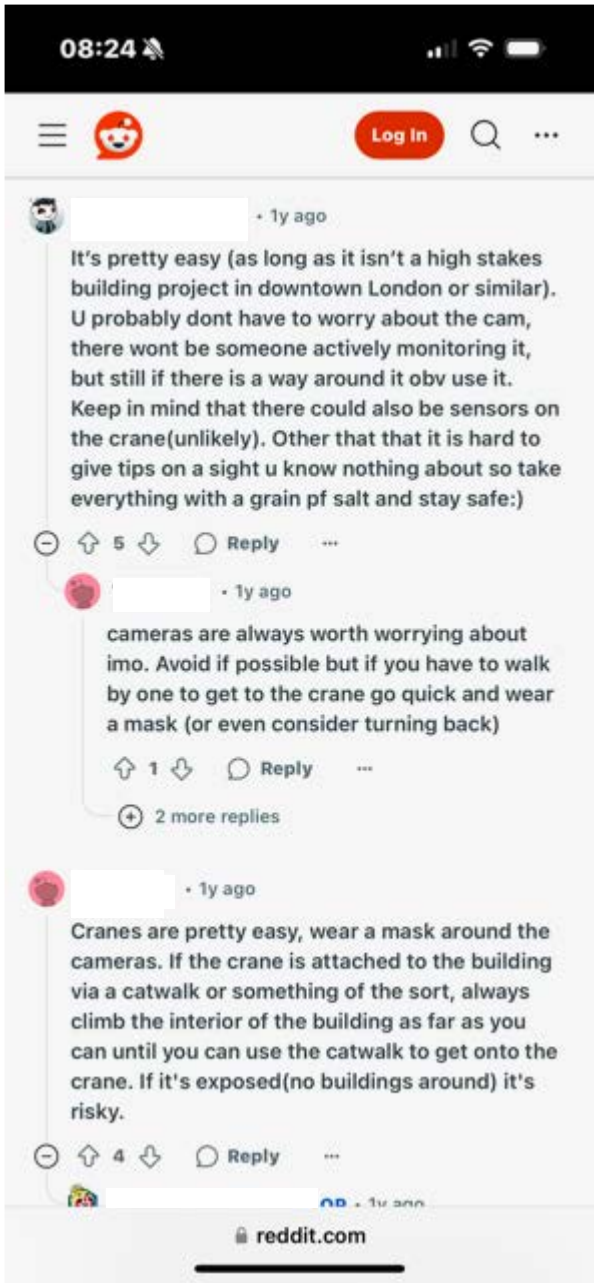 08:24
Log In
• 1y ago
It's pretty easy (as long as it isn't a high stakes
building project in downtown London or similar).
U probably dont have to worry about the cam,
there wont be someone actively monitoring it,
but still if there is a way around it obv use it.
Keep in mind that there could also be sensors on
the crane(unlikely). Other that that it is hard to
give tips on a sight u know nothing about so take
everything with a grain pf salt and stay safe:)
5 Reply ...
• 1y ago
cameras are always worth worrying about
imo. Avoid if possible but if you have to walk
by one to get to the crane go quick and wear
a mask (or even consider turning back)
1 Reply ...
2 more replies
• 1y ago
Cranes are pretty easy, wear a mask around the
cameras. If the crane is attached to the building
via a catwalk or something of the sort, always
climb the interior of the building as far as you
can until you can use the catwalk to get onto the
crane. If it's exposed(no buildings around) it's
risky.
4 Reply ...
OP • 1y ago
reddit.com